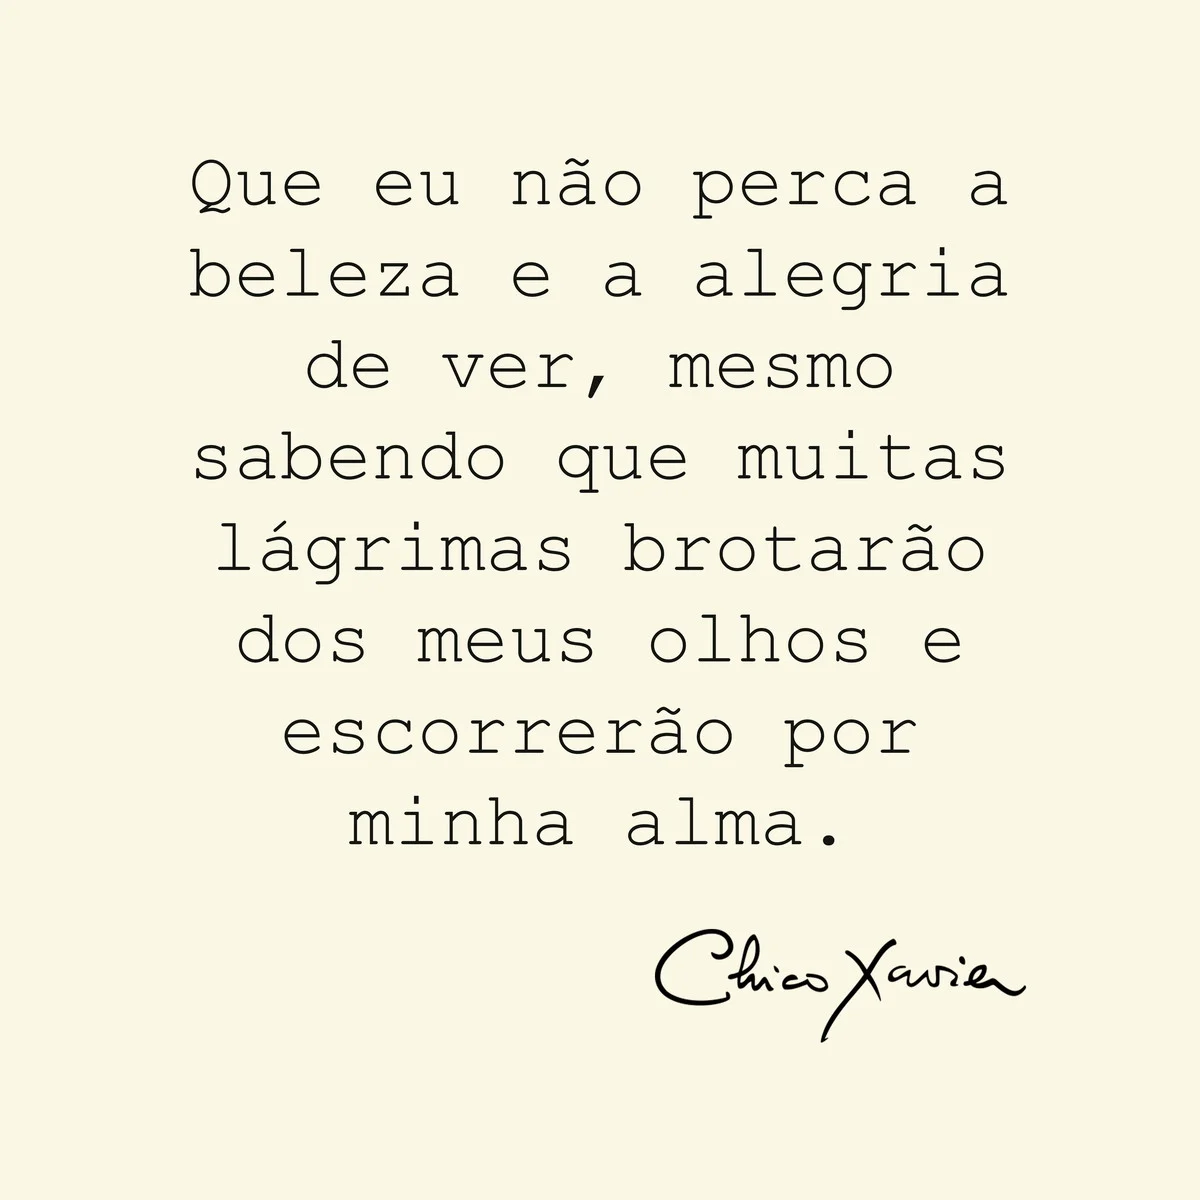 Que eu não perca a
beleza e a alegria
de ver, mesmo
sabendo que muitas
lágrimas brotarão
dos meus olhos e
escorrerão por
minha alma.
Chico Xavier